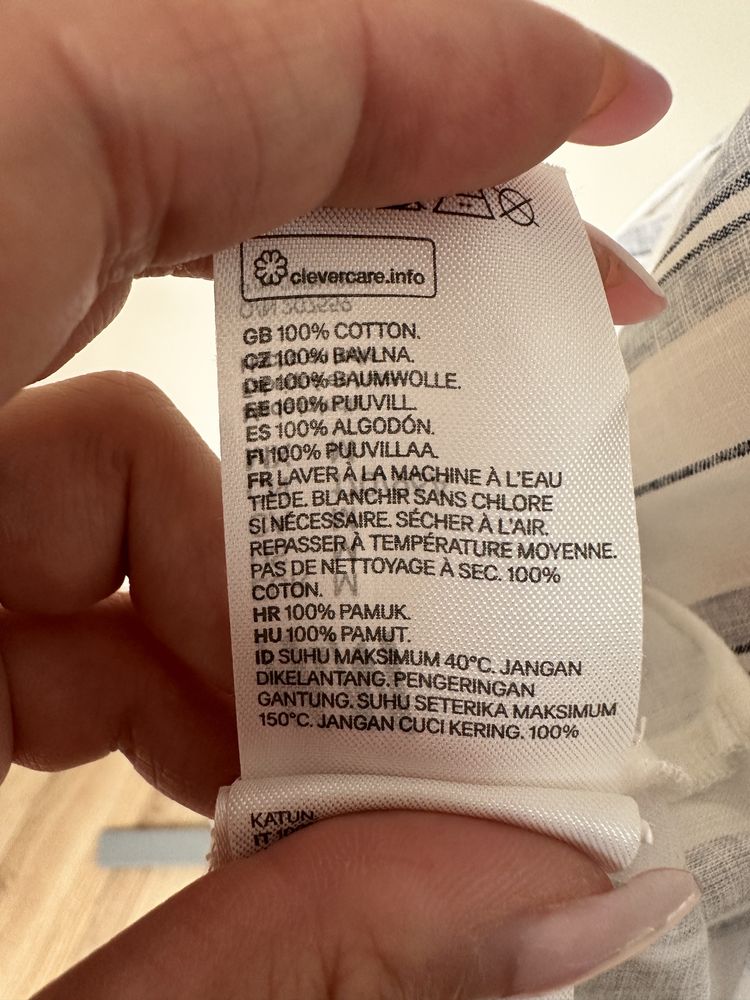 clevercare.info
GB 100% COTTON.
CZ 100% BAVLNA.
DE 100% BAUMWOLLE.
EE 100% PUUVILL.
ES 100% ALGODÓN.
FI 100% PUUVILLAA.
FR LAVER À LA MACHINE À L'EAU
TIÈDE. BLANCHIR SANS CHLORE
SI NÉCESSAIRE. SÉCHER À L'AIR.
REPASSER À TEMPÉRATURE MOYENNE.
PAS DE NETTOYAGE À SEC. 100%
COTON.
HR 100% PAMUK.
HU 100% PAMUT.
ID SUHU MAKSIMUM 40°C. JANGAN
DIKELANTANG. PENGERINGAN
GANTUNG. SUHU SETERIKA MAKSIMUM
150°C. JANGAN CUCI KERING. 100%
KATUN.
IT